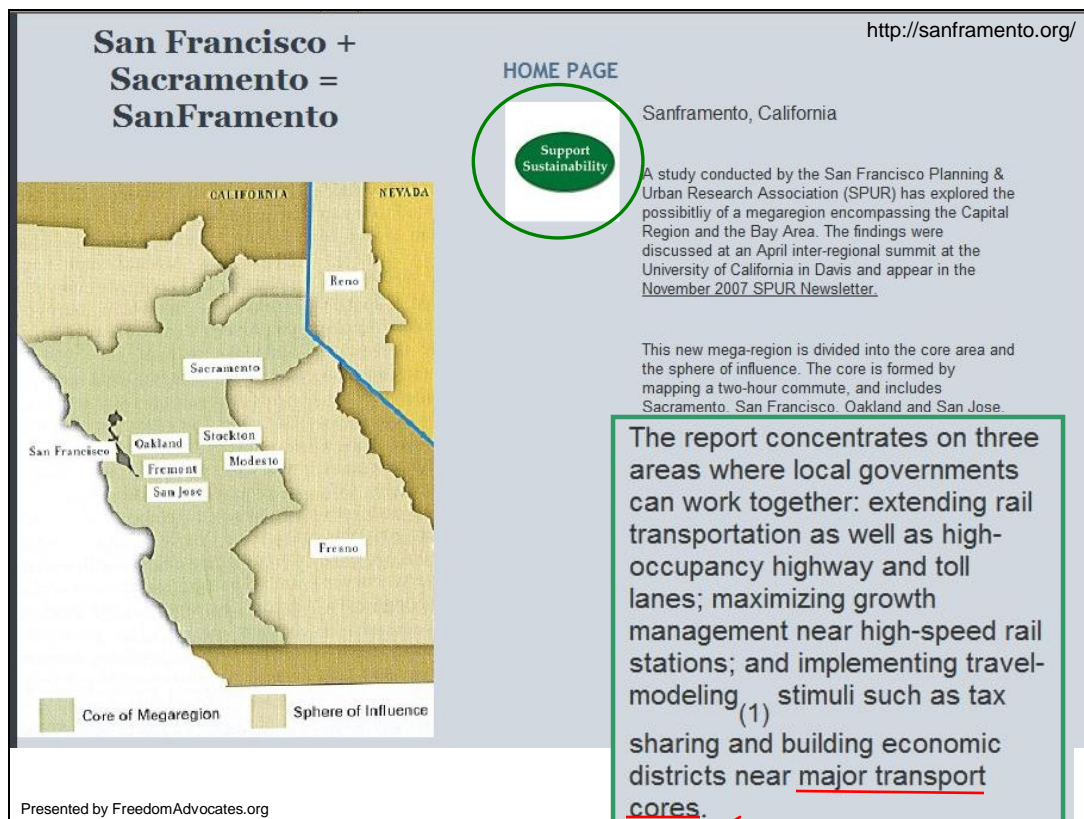 http://sanframento.org/
San Francisco +
Sacramento =
SanFramento
HOME PAGE
Support
Sustainability
Sanframento, California
A study conducted by the San Francisco Planning &
Urban Research Association (SPUR) has explored the
possibitliy of a megaregion encompassing the Capital
Region and the Bay Area. The findings were
discussed at an April inter-regional summit at the
University of California in Davis and appear in the
November 2007 SPUR Newsletter.
This new mega-region is divided into the core area and
the sphere of influence. The core is formed by
mapping a two-hour commute, and includes
Sacramento, San Francisco, Oakland and San Jose.
The report concentrates on three
areas where local governments
can work together: extending rail
transportation as well as high-
occupancy highway and toll
lanes; maximizing growth
management near high-speed rail
stations; and implementing travel-
modeling(1) stimuli such as tax
sharing and building economic
districts near major transport
cores.
CALIFORNIA
NEVADA
Reno
Sacramento
San Francisco
Oakland
Stockton
Fremont
Modesto
San Jose
Fresno
Core of Megaregion
Sphere of Influence
Presented by FreedomAdvocates.org